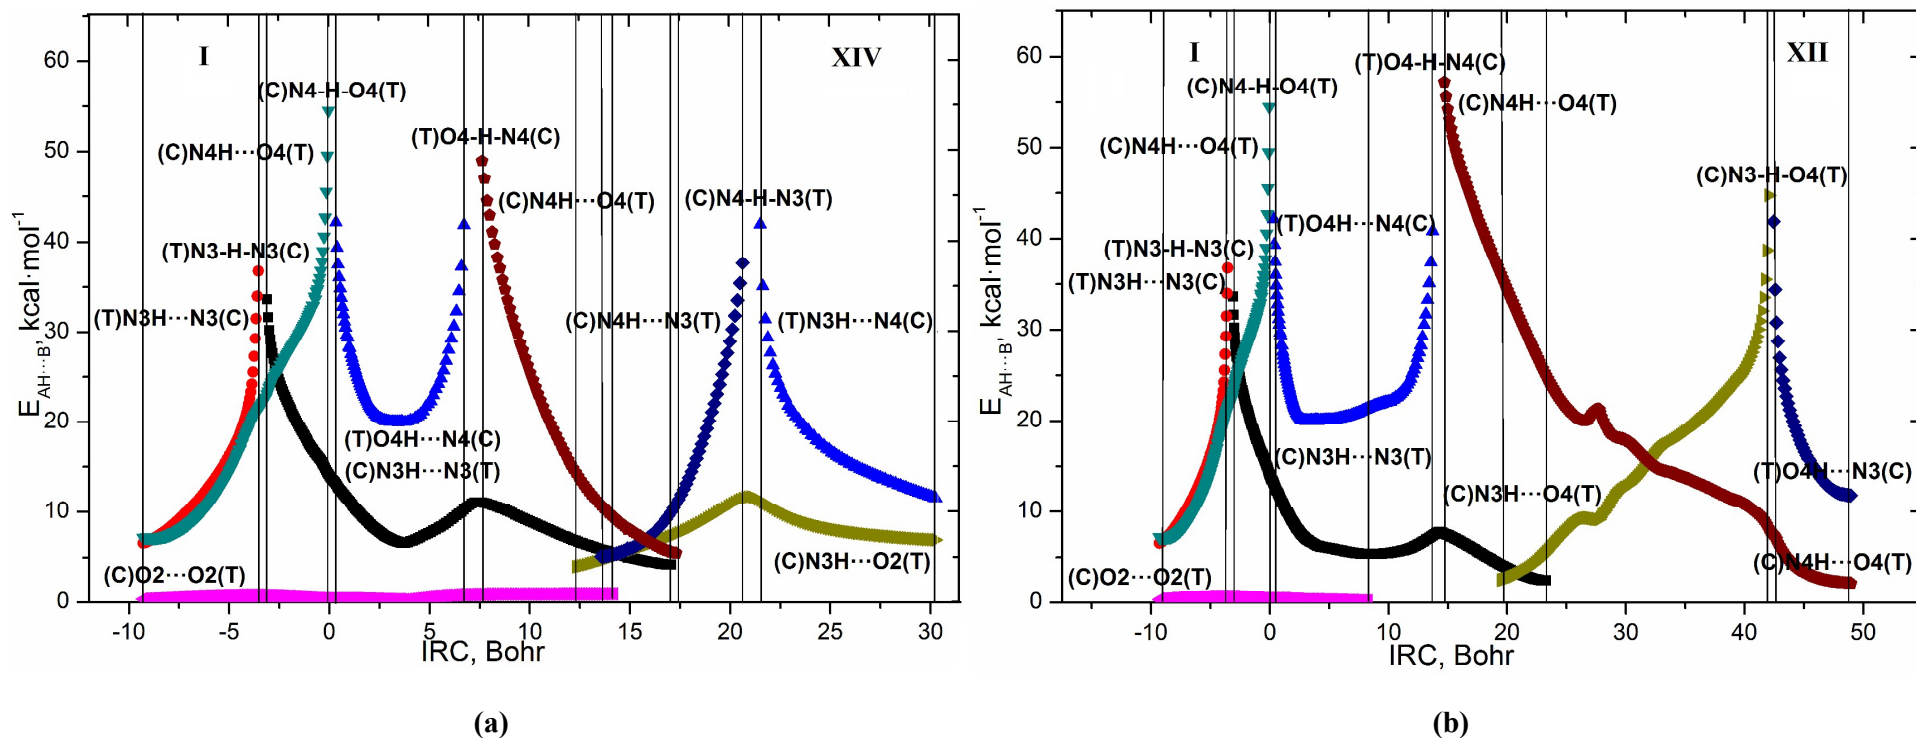 I
XIV
(C)N4-H-O4(T)
(C)N4H···O4(T)
(T)O4-H-N4(C)
(C)N4H···O4(T)
(C)N4-H-N3(T)
(T)N3-H-N3(C)
(T)N3H···N3(C)
(C)N4H···N3(T)
(T)N3H···N4(C)
(T)O4H···N4(C)
(C)N3H···N3(T)
(C)N3H···O2(T)
(C)O2···O2(T)
E_AH···B, kcal·mol⁻¹
60
50
40
30
20
10
0
-10 -5 0 5 10 15 20 25 30
IRC, Bohr
(a)
I
XII
(T)O4-H-N4(C)
(C)N4-H-O4(T)
(C)N4H···O4(T)
(C)N4H···O4(T)
(C)N3-H-O4(T)
(T)O4H···N4(C)
(T)N3-H-N3(C)
(T)N3H···N3(C)
(C)N3H···N3(T)
(T)O4H···N3(C)
(C)N3H···O4(T)
(C)N4H···O4(T)
(C)O2···O2(T)
E_AH···B, kcal·mol⁻¹
60
50
40
30
20
10
0
-10 0 10 20 30 40 50
IRC, Bohr
(b)